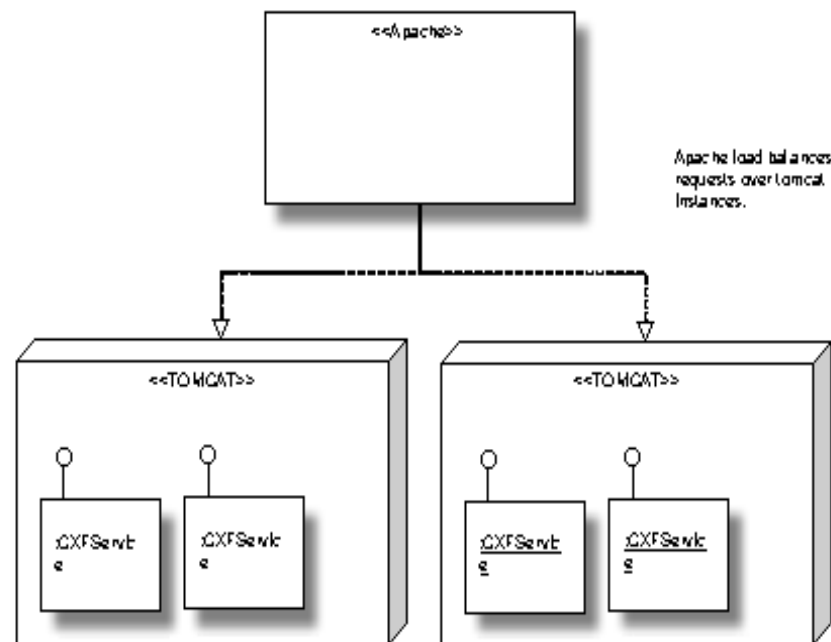 <<Apache>>
Apache load balances
requests over tomcat
instances.
<<TOMCAT>>
<<TOMCAT>>
:CXFServic
e
:CXFServic
e
:CXFServic
e
:CXFServic
e